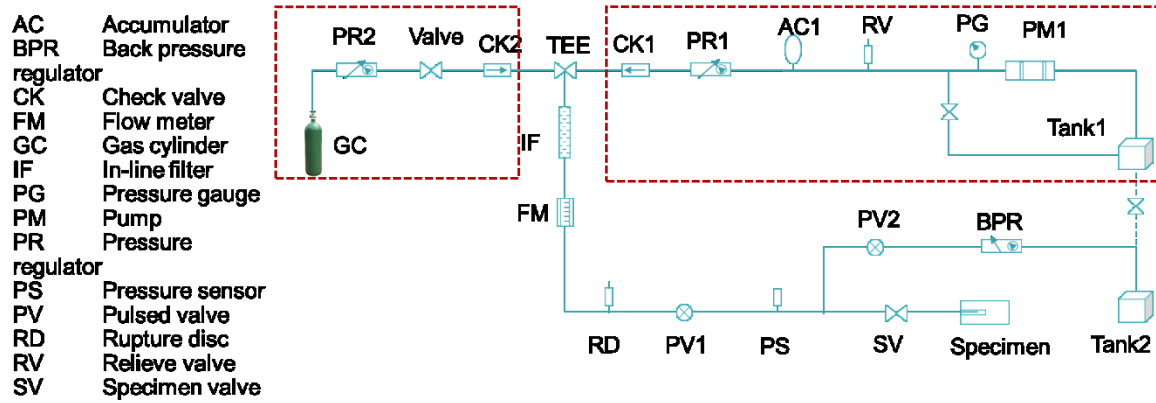 AC Accumulator
BPR Back pressure
regulator
CK Check valve
FM Flow meter
GC Gas cylinder
IF In-line filter
PG Pressure gauge
PM Pump
PR Pressure
regulator
PS Pressure sensor
PV Pulsed valve
RD Rupture disc
RV Relieve valve
SV Specimen valve
PR2 Valve CK2 TEE CK1 PR1 AC1 RV PG PM1
GC IF Tank1
FM PV2 BPR
RD PV1 PS SV Specimen Tank2